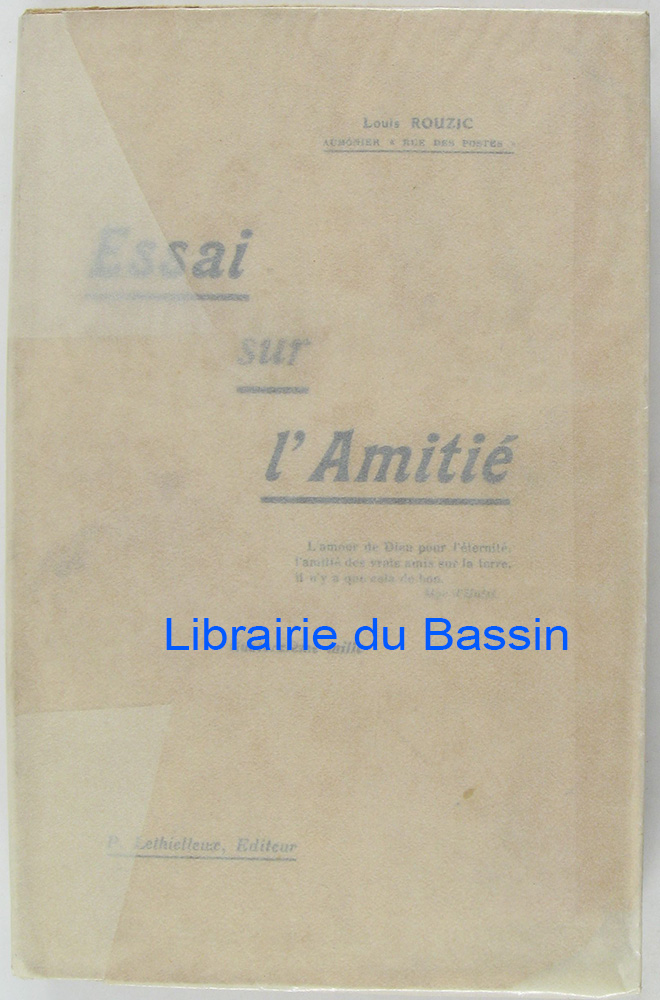 Louis ROUZIC
AUMONIER « RUE DES POSTES »
Essai
sur
l'Amitié
L'amour de Dieu pour l'éternité,
l'amitié des vrais amis sur la terre,
il n'y a que cela de bon.
Librairie du Bassin
mille
P. Lethielleux, Editeur